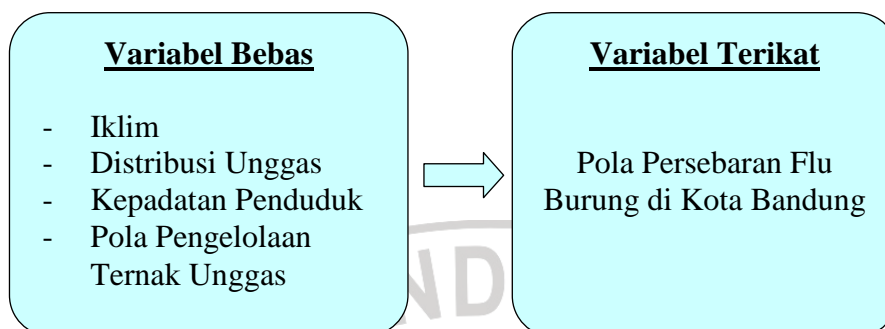 Variabel Bebas
- Iklim
- Distribusi Unggas
- Kepadatan Penduduk
- Pola Pengelolaan
Ternak Unggas
Variabel Terikat
Pola Persebaran Flu
Burung di Kota Bandung
ND